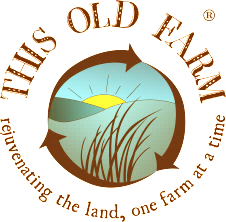 THIS OLD FARM®
rejuvenating the land, one farm at a time